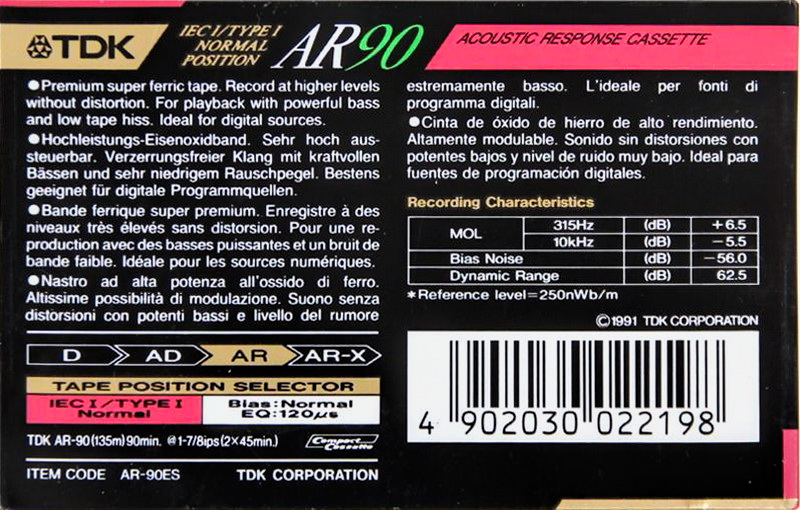 TDK
IEC I/TYPE I
NORMAL
POSITION
AR90
ACOUSTIC RESPONSE CASSETTE
●Premium super ferric tape. Record at higher levels
without distortion. For playback with powerful bass
and low tape hiss. Ideal for digital sources.
●Hochleistungs-Eisenoxidband. Sehr hoch aus-
steuerbar. Verzerrungsfreier Klang mit kraftvollen
Bässen und sehr niedrigem Rauschpegel. Bestens
geeignet für digitale Programmquellen.
●Bande ferrique super premium. Enregistre à des
niveaux très élevés sans distorsion. Pour une re-
production avec des basses puissantes et un bruit de
bande faible. Idéale pour les sources numériques.
●Nastro ad alta potenza all'ossido di ferro.
Altissime possibilità di modulazione. Suono senza
distorsioni con potenti bassi e livello del rumore
estremamente basso. L'ideale per fonti di
programma digitali.
●Cinta de óxido de hierro de alto rendimiento.
Altamente modulable. Sonido sin distorsiones con
potentes bajos y nivel de ruido muy bajo. Ideal para
fuentes de programación digitales.
Recording Characteristics
MOL 315Hz (dB) +6.5
10kHz (dB) −5.5
Bias Noise (dB) −56.0
Dynamic Range (dB) 62.5
*Reference level=250nWb/m
©1991 TDK CORPORATION
D AD AR AR-X
TAPE POSITION SELECTOR
IEC I/TYPE I
Normal
Bias:Normal
EQ:120μs
TDK AR-90(135m)90min. @1-7/8ips(2×45min.)
Compact
Cassette
ITEM CODE AR-90ES TDK CORPORATION
4 902030 022198